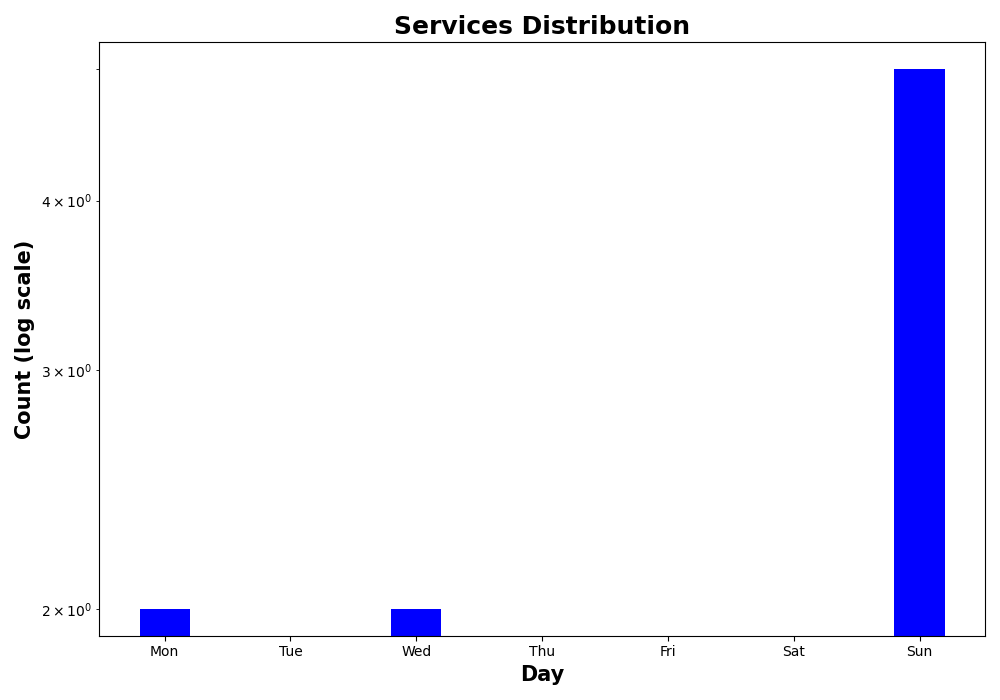 Services Distribution
Count (log scale)
4 × 10⁰
3 × 10⁰
2 × 10⁰
Mon Tue Wed Thu Fri Sat Sun
Day